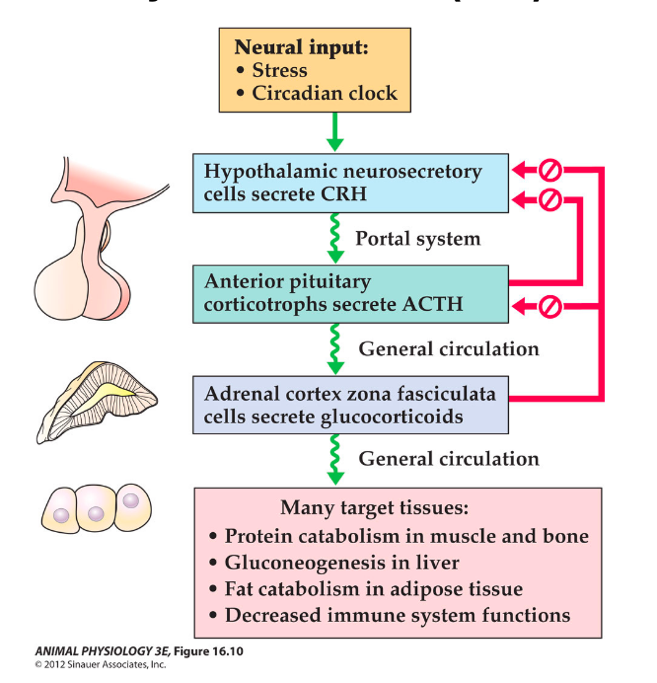 Neural input:
• Stress
• Circadian clock
Hypothalamic neurosecretory
cells secrete CRH
Portal system
Anterior pituitary
corticotrophs secrete ACTH
General circulation
Adrenal cortex zona fasciculata
cells secrete glucocorticoids
General circulation
Many target tissues:
• Protein catabolism in muscle and bone
• Gluconeogenesis in liver
• Fat catabolism in adipose tissue
• Decreased immune system functions
ANIMAL PHYSIOLOGY 3E, Figure 16.10
© 2012 Sinauer Associates, Inc.